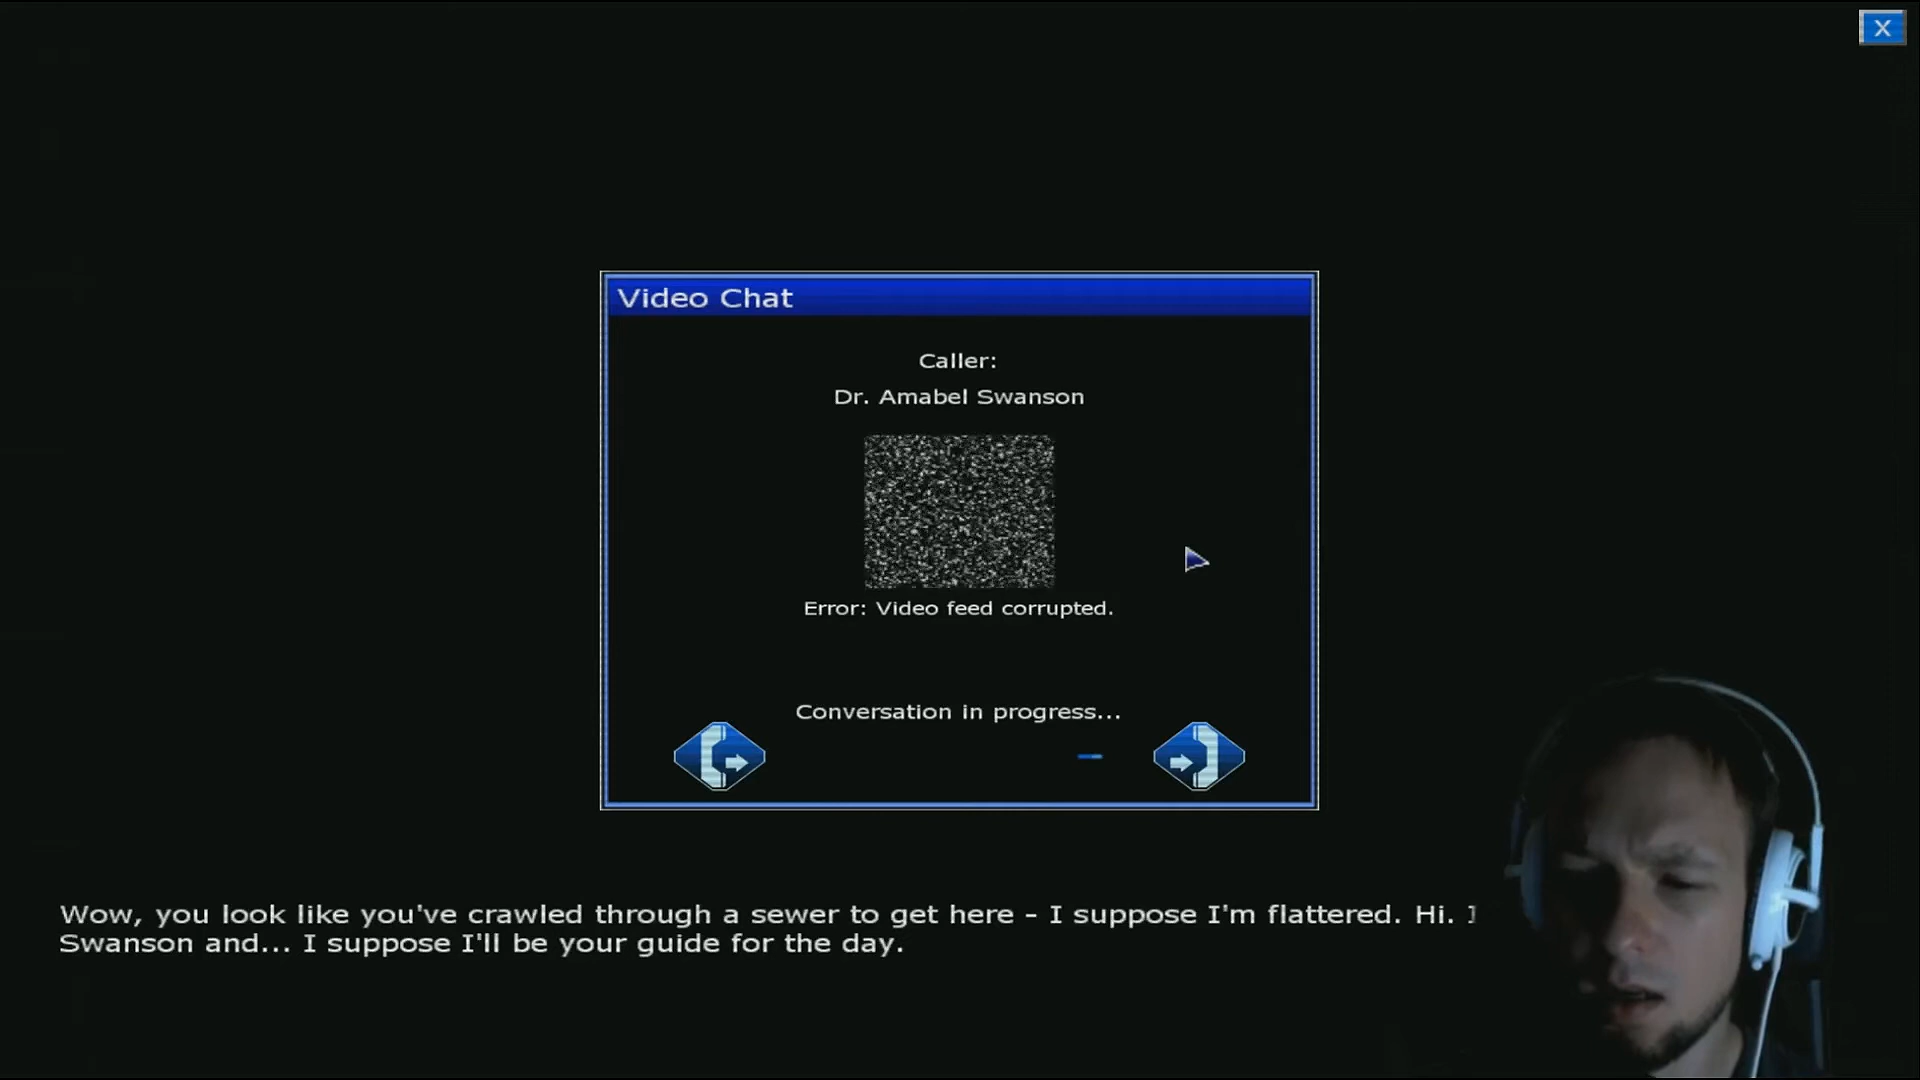 X
Video Chat
Caller:
Dr. Amabel Swanson
Error: Video feed corrupted.
Conversation in progress...
Wow, you look like you've crawled through a sewer to get here - I suppose I'm flattered. Hi.
Swanson and... I suppose I'll be your guide for the day.